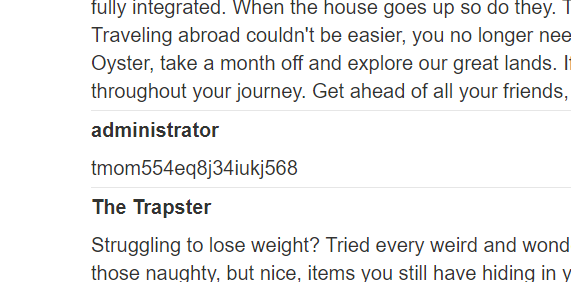 fully integrated. When the house goes up so do they. T
Traveling abroad couldn't be easier, you no longer nee
Oyster, take a month off and explore our great lands. I
throughout your journey. Get ahead of all your friends,
administrator
tmom554eq8j34iukj568
The Trapster
Struggling to lose weight? Tried every weird and wond
those naughty, but nice, items you still have hiding in y